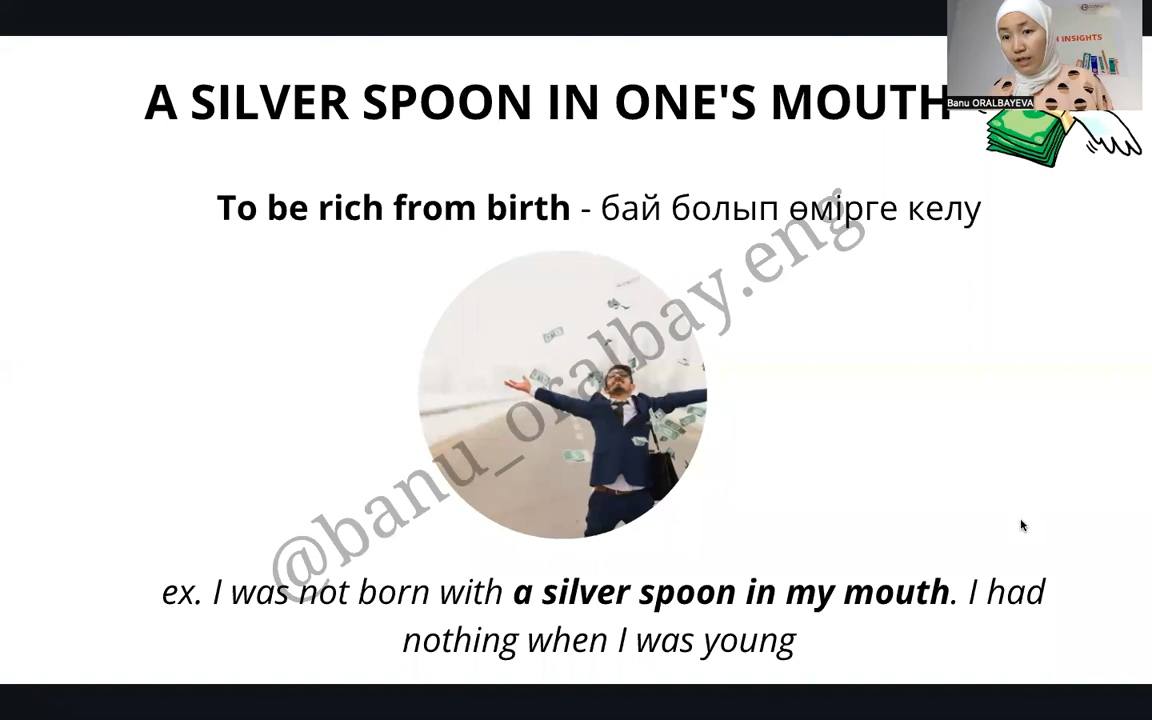 A SILVER SPOON IN ONE'S MOUTH
INSIGHTS
Banu ORALBAYEVA
To be rich from birth - бай болып өмірге келу
@banu_oralbay.eng
ex. I was not born with a silver spoon in my mouth. I had
nothing when I was young